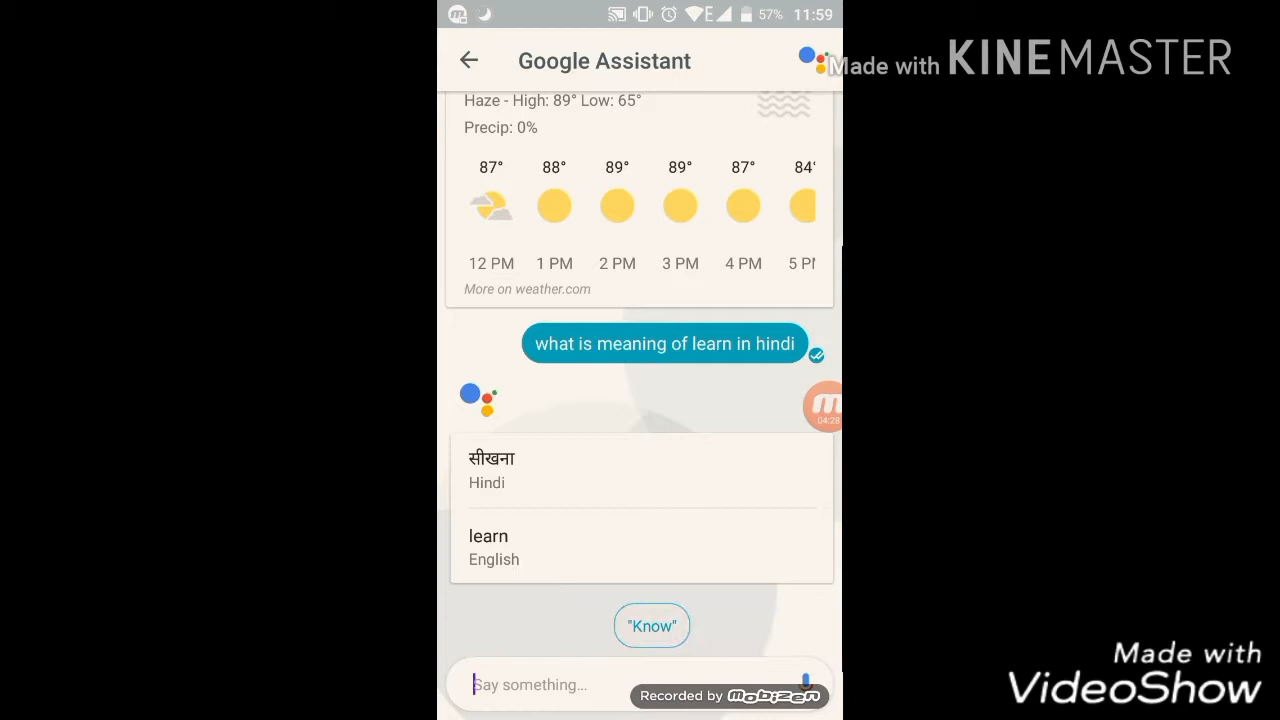 E 57% 11:59
Google Assistant
Made with KINEMASTER
Haze - High: 89° Low: 65°
Precip: 0%
87° 88° 89° 89° 87° 84°
12 PM 1 PM 2 PM 3 PM 4 PM 5 PM
More on weather.com
what is meaning of learn in hindi
04:28
सीखना
Hindi
learn
English
"Know"
Say something...
Recorded by mobizen
Made with
VideoShow